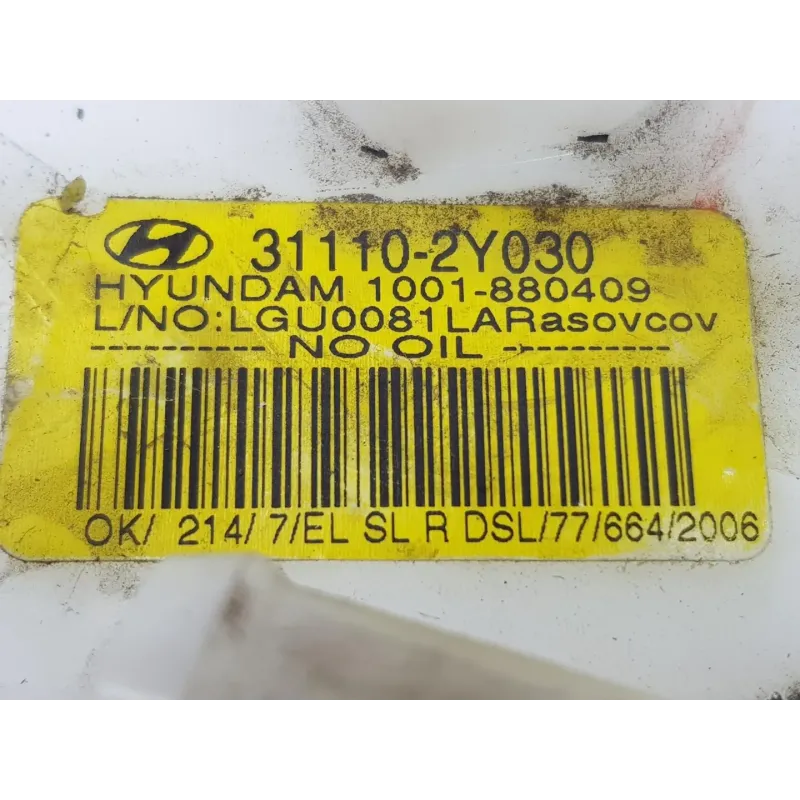 31110-2Y030
HYUNDAM 1001-880409
L/NO:LGU0081LARasovcov
---------- NO OIL ----------
OK/ 214/ 7/EL SL R DSL/77/664/2006